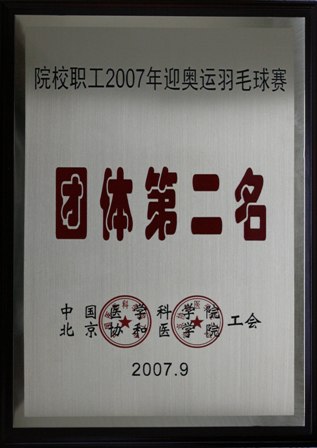 院校职工2007年迎奥运羽毛球赛
团体第二名
中国医学科学院
北京协和医学院 工会
2007.9